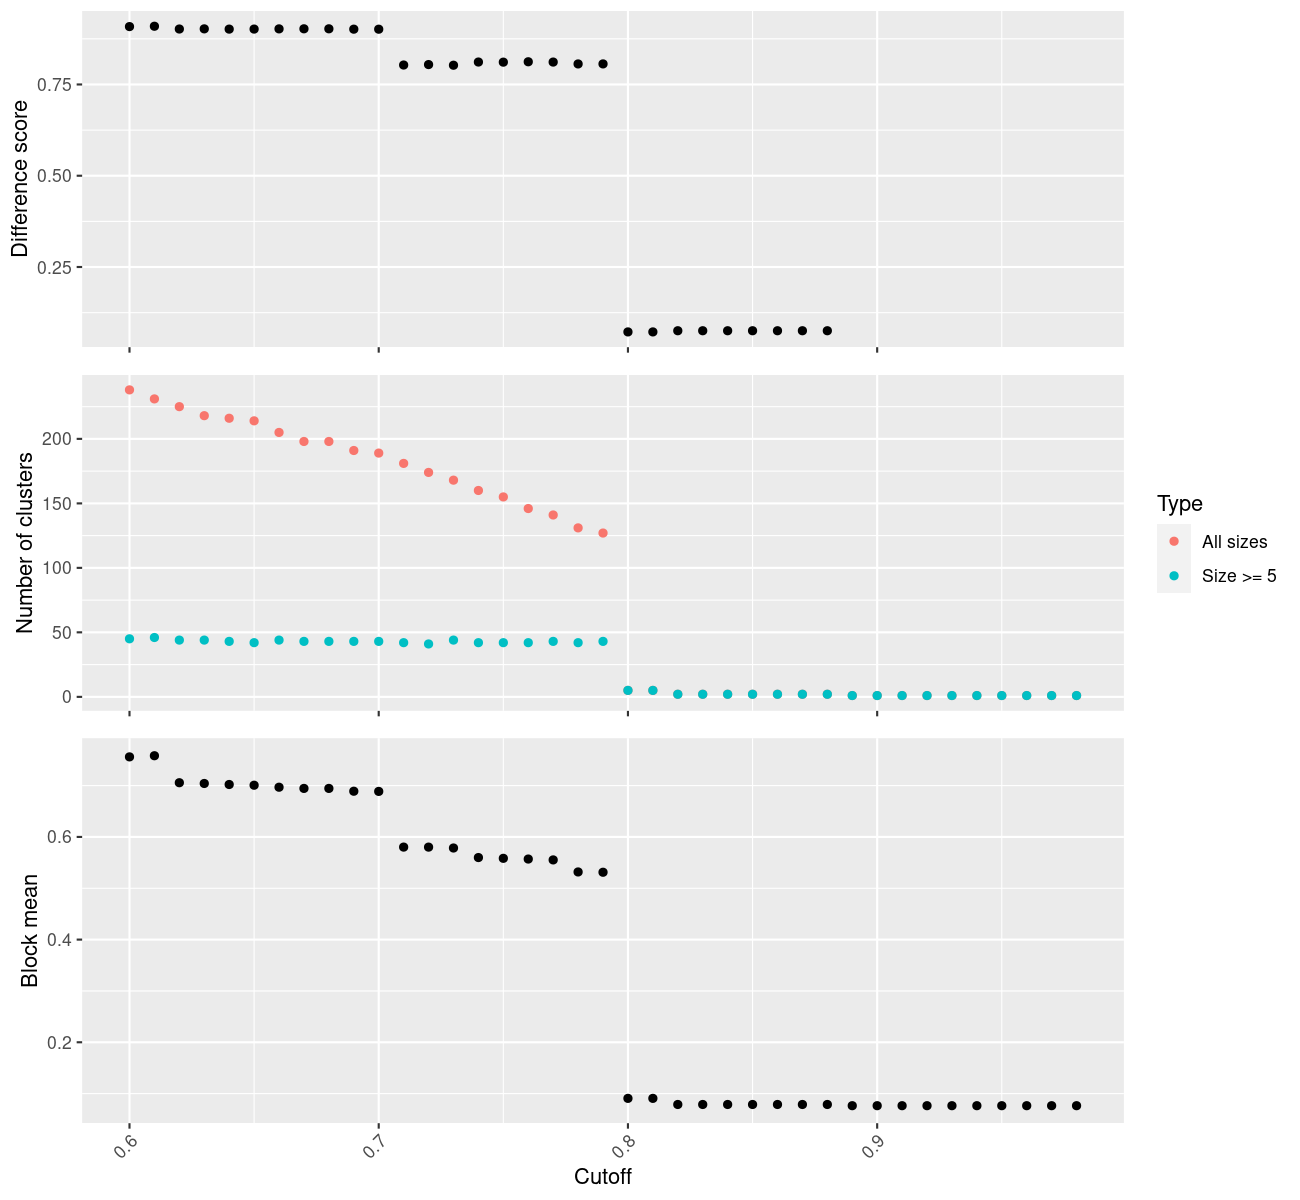 Difference score
0.75
0.50
0.25
Number of clusters
200
150
100
50
0
Type
All sizes
Size >= 5
Block mean
0.6
0.4
0.2
0.6 0.7 0.8 0.9
Cutoff